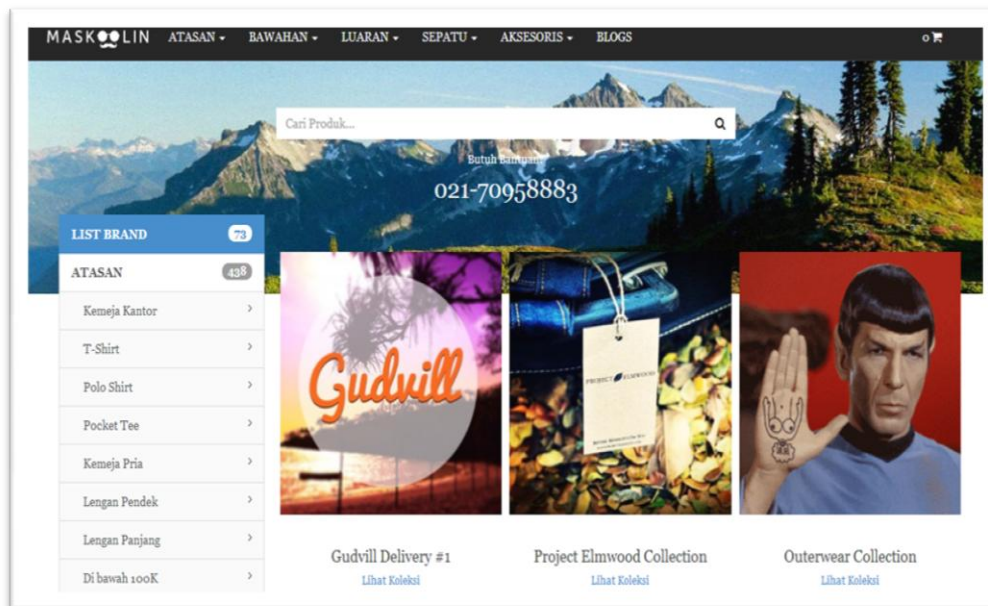 MASKOOLIN ATASAN BAWAHAN LUARAN SEPATU AKSESORIS BLOGS 0
Cari Produk...
Butuh Bantuan?
021-70958883
LIST BRAND 73
ATASAN 438
Kemeja Kantor
T-Shirt
Polo Shirt
Pocket Tee
Kemeja Pria
Lengan Pendek
Lengan Panjang
Di bawah 100K
Gudvill
PROJECT ELMWOOD
Gudvill Delivery #1
Lihat Koleksi
Project Elmwood Collection
Lihat Koleksi
Outerwear Collection
Lihat Koleksi